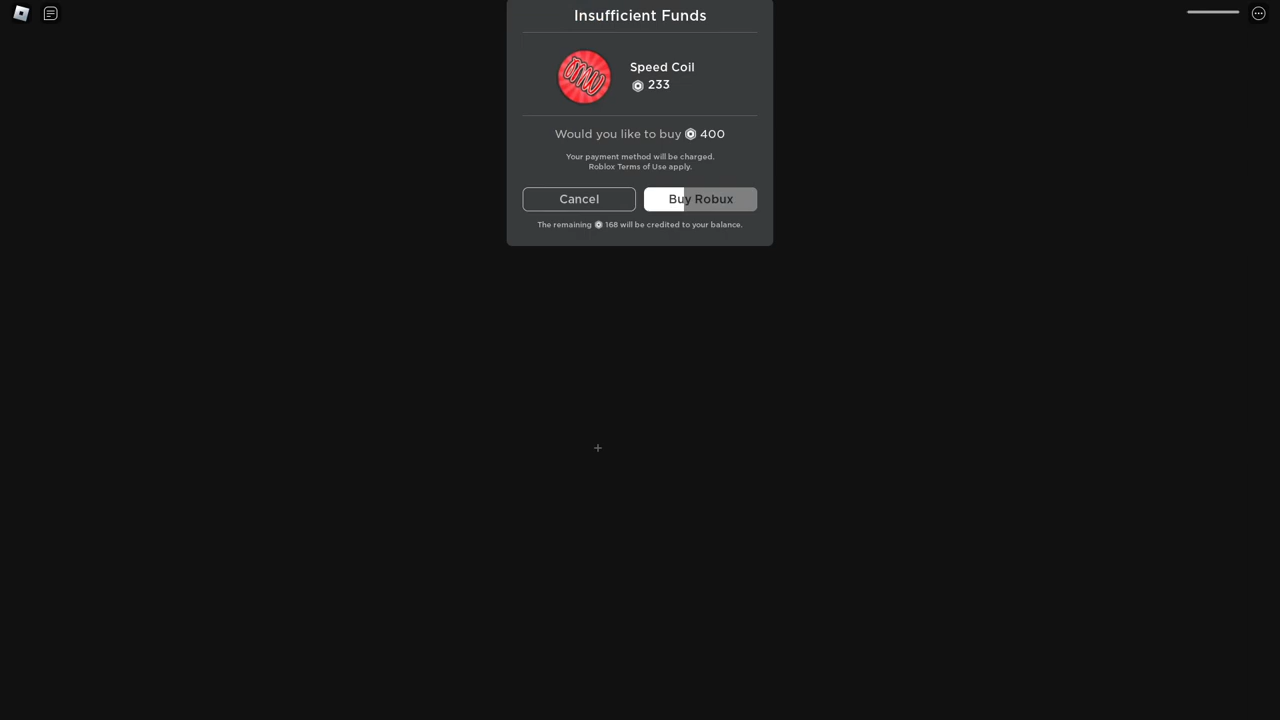 Insufficient Funds
Speed Coil
233
Would you like to buy 400
Your payment method will be charged.
Roblox Terms of Use apply.
Cancel
Buy Robux
The remaining 168 will be credited to your balance.